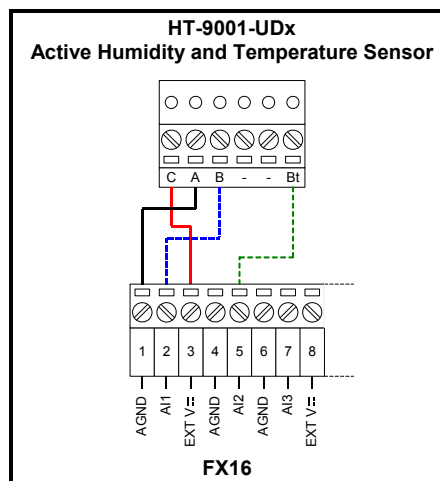 HT-9001-UDx
Active Humidity and Temperature Sensor
C A B - - Bt
1 2 3 4 5 6 7 8
AGND AI1 EXT V⎓ AGND AI2 AGND AI3 EXT V⎓
FX16